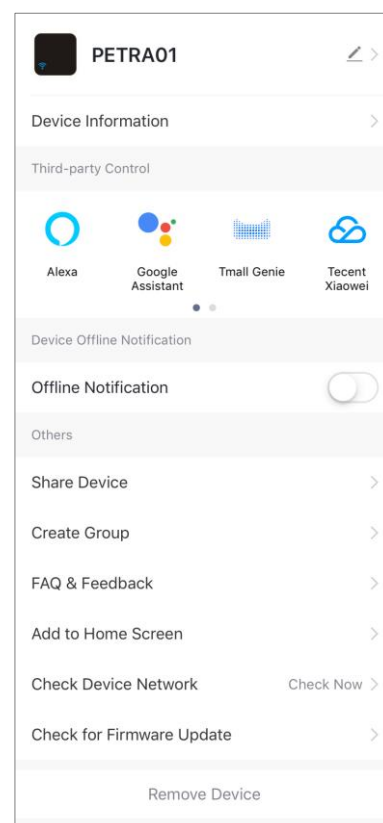 PETRA01
Device Information
Third-party Control
Alexa
Google
Assistant
Tmall Genie
Tecent
Xiaowei
Device Offline Notification
Offline Notification
Others
Share Device
Create Group
FAQ & Feedback
Add to Home Screen
Check Device Network Check Now
Check for Firmware Update
Remove Device